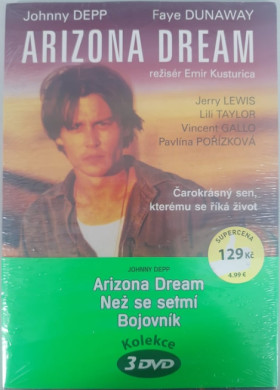 Johnny DEPP Faye DUNAWAY
ARIZONA DREAM
režisér Emir Kusturica
Jerry LEWIS
Lili TAYLOR
Vincent GALLO
Pavlína POŘÍZKOVÁ
Čarokrásný sen,
kterému se říká život
SUPERCENA
129 Kč
4.99 €
JOHNNY DEPP
Arizona Dream
Než se setmí
Bojovník
Kolekce
3 DVD